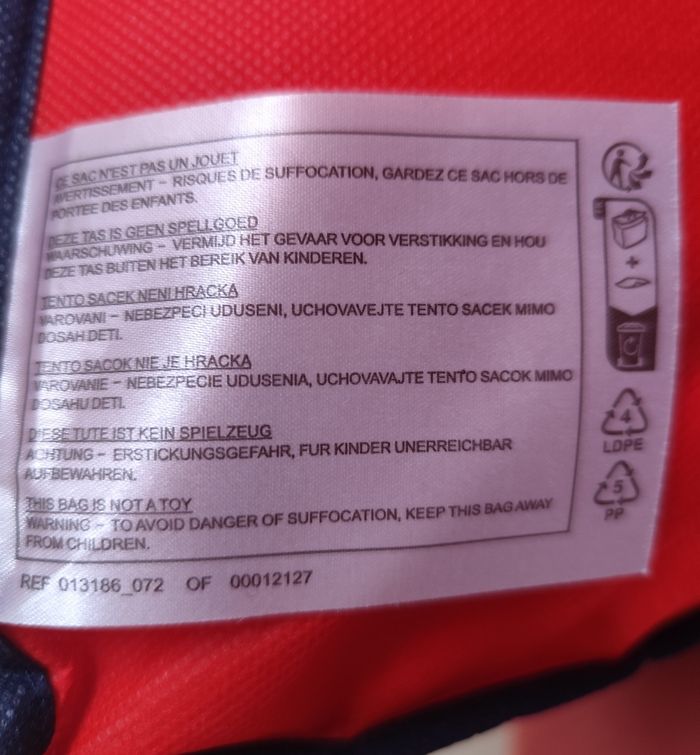 CE SAC N'EST PAS UN JOUET
AVERTISSEMENT – RISQUES DE SUFFOCATION, GARDEZ CE SAC HORS DE
PORTEE DES ENFANTS.
DEZE TAS IS GEEN SPELLGOED
WAARSCHUWING – VERMIJD HET GEVAAR VOOR VERSTIKKING EN HOU
DEZE TAS BUITEN HET BEREIK VAN KINDEREN.
TENTO SACEK NENI HRACKA
VAROVANI – NEBEZPECI UDUSENI, UCHOVAVEJTE TENTO SACEK MIMO
DOSAH DETI.
TENTO SACOK NIE JE HRACKA
VAROVANIE – NEBEZPECIE UDUSENIA, UCHOVAVAJTE TENTO SACOK MIMO
DOSAHU DETI.
DIESE TUTE IST KEIN SPIELZEUG
ACHTUNG – ERSTICKUNGSGEFAHR, FUR KINDER UNERREICHBAR
AUFBEWAHREN.
THIS BAG IS NOT A TOY
WARNING – TO AVOID DANGER OF SUFFOCATION, KEEP THIS BAG AWAY
FROM CHILDREN.
REF 013186_072 OF 00012127
+
4
LDPE
5
PP